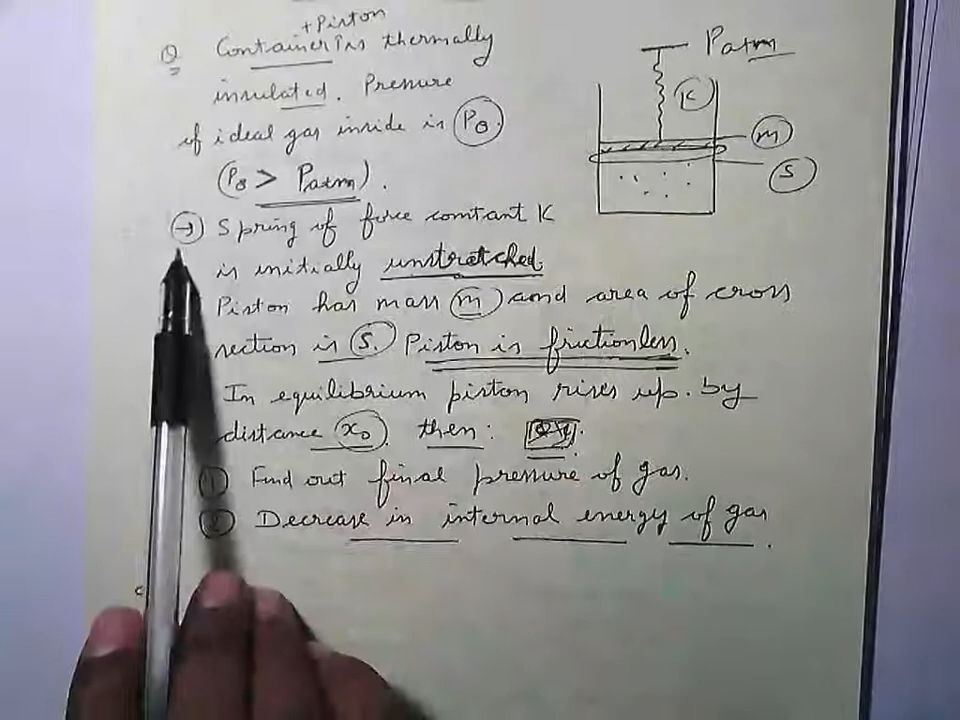 + Piston
Q Container is thermally
insulated. Pressure
of ideal gas inside is P₀.
(P₀ > Patm).
→ Spring of force constant K
is initially unstretched.
Piston has mass m and area of cross
section is S. Piston is frictionless.
In equilibrium piston rises up. by
distance x₀ then:
① Find out final pressure of gas.
② Decrease in internal energy of gas.
Patm
K
m
S